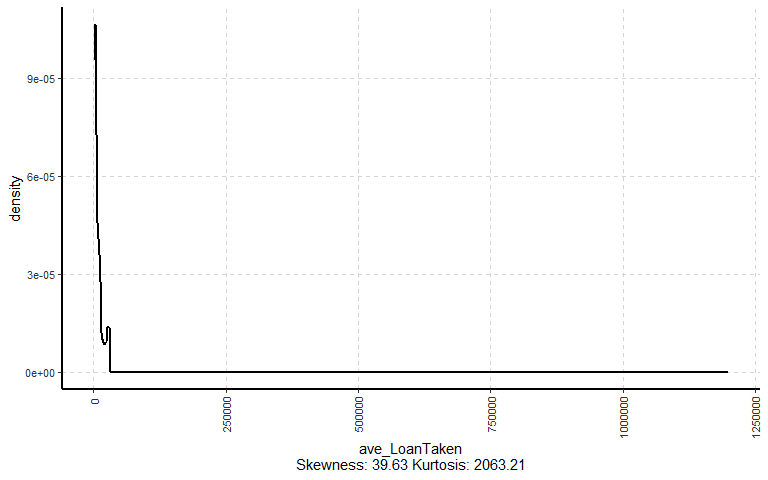 density
9e-05
6e-05
3e-05
0e+00
0
250000
500000
750000
1000000
1250000
ave_LoanTaken
Skewness: 39.63 Kurtosis: 2063.21